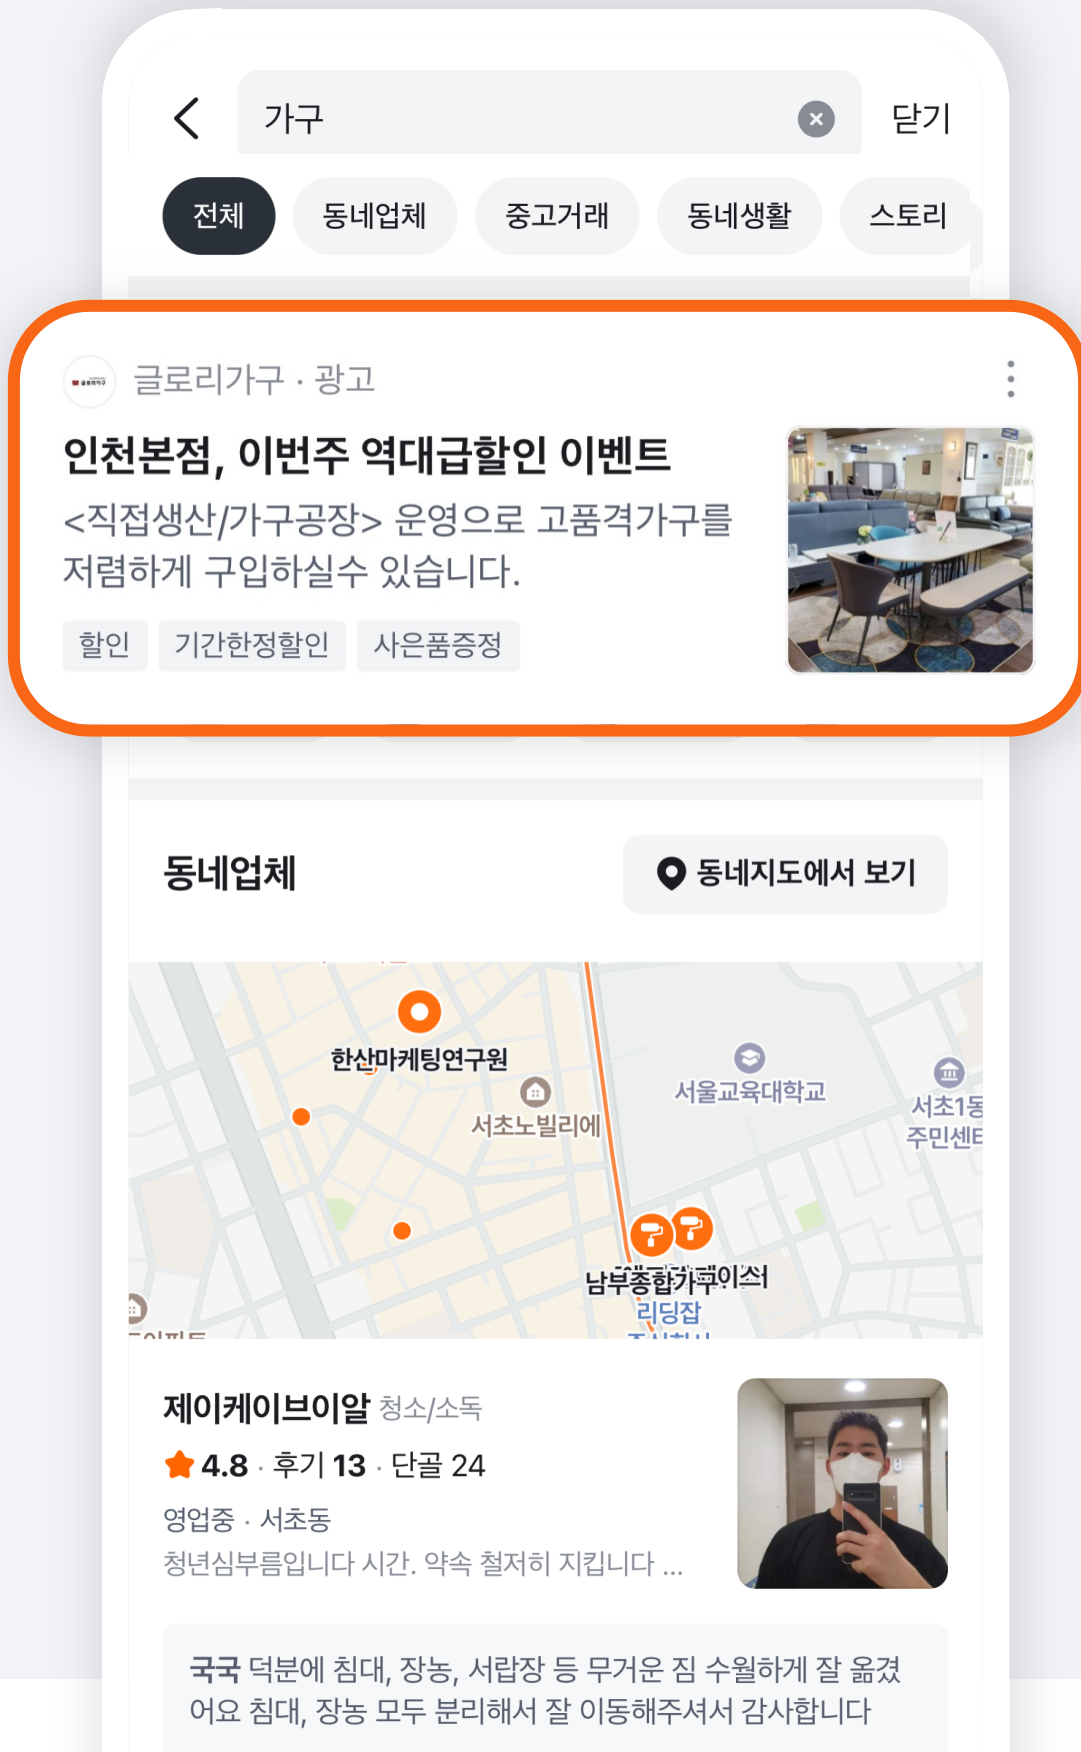 가구
닫기
전체
동네업체
중고거래
동네생활
스토리
글로리가구 · 광고
인천본점, 이번주 역대급할인 이벤트
<직접생산/가구공장> 운영으로 고품격가구를
저렴하게 구입하실수 있습니다.
할인
기간한정할인
사은품증정
동네업체
동네지도에서 보기
한산마케팅연구원
서울교육대학교
서초노빌리에
서초1동
주민센터
남부종합가구
리딩잡
제이케이브이알 청소/소독
4.8 · 후기 13 · 단골 24
영업중 · 서초동
청년심부름입니다 시간. 약속 철저히 지킵니다 ...
국국 덕분에 침대, 장농, 서랍장 등 무거운 짐 수월하게 잘 옮겼
어요 침대, 장농 모두 분리해서 잘 이동해주셔서 감사합니다